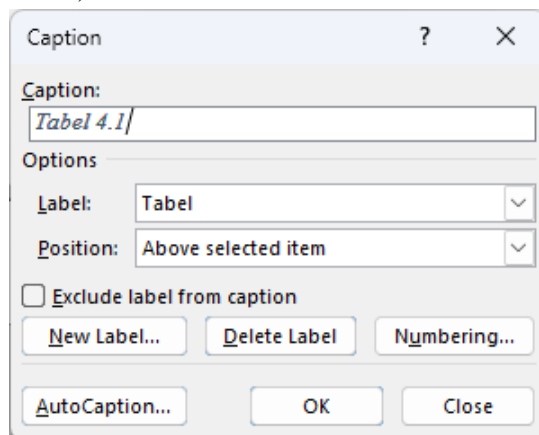 Caption ? ×
Caption:
Tabel 4.1
Options
Label: Tabel
Position: Above selected item
Exclude label from caption
New Label... Delete Label Numbering...
AutoCaption... OK Close